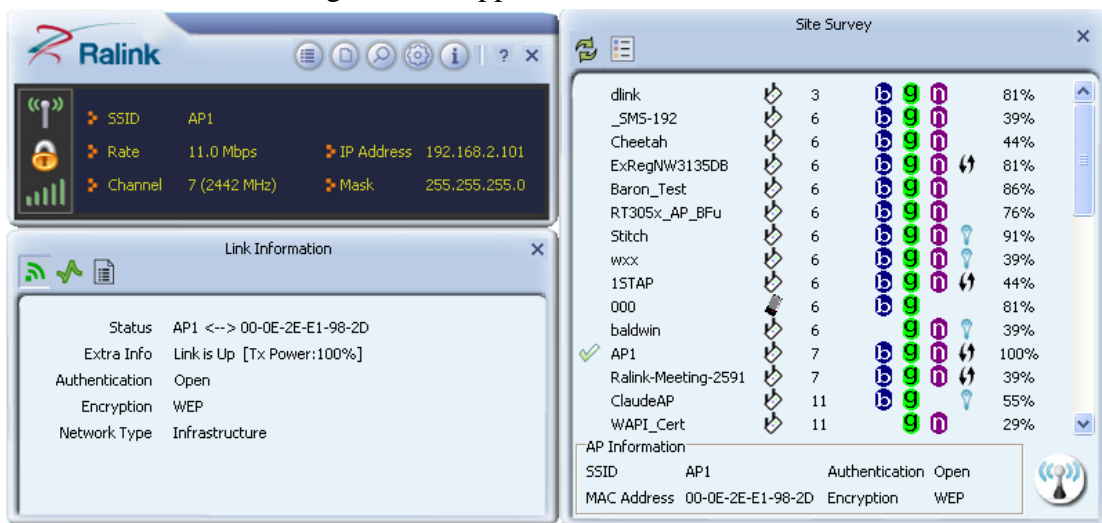 Ralink
? ×
SSID AP1
Rate 11.0 Mbps IP Address 192.168.2.101
Channel 7 (2442 MHz) Mask 255.255.255.0
Link Information ×
Status AP1 <--> 00-0E-2E-E1-98-2D
Extra Info Link is Up [Tx Power:100%]
Authentication Open
Encryption WEP
Network Type Infrastructure
Site Survey ×
dlink 3 b g n 81%
_SMS-192 6 b g n 39%
Cheetah 6 b g n 44%
ExRegNW3135DB 6 b g n 81%
Baron_Test 6 b g n 86%
RT305x_AP_BFu 6 b g n 76%
Stitch 6 b g n 91%
wxx 6 b g n 39%
1STAP 6 b g n 44%
000 6 b g 81%
baldwin 6 g n 39%
AP1 7 b g n 100%
Ralink-Meeting-2591 7 b g n 39%
ClaudeAP 11 b g 55%
WAPI_Cert 11 g n 29%
AP Information
SSID AP1 Authentication Open
MAC Address 00-0E-2E-E1-98-2D Encryption WEP